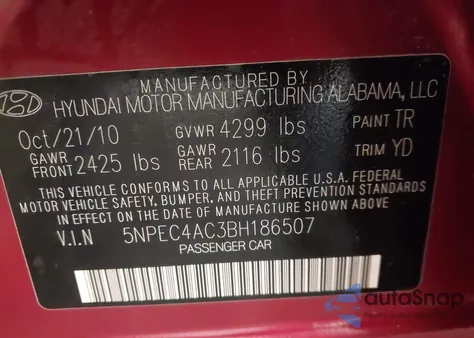 MANUFACTURED BY
HYUNDAI MOTOR MANUFACTURING ALABAMA, LLC
Oct/21/10 GVWR 4299 lbs PAINT TR
GAWR FRONT 2425 lbs GAWR REAR 2116 lbs TRIM YD
THIS VEHICLE CONFORMS TO ALL APPLICABLE U.S.A. FEDERAL
MOTOR VEHICLE SAFETY, BUMPER, AND THEFT PREVENTION STANDARDS
IN EFFECT ON THE DATE OF MANUFACTURE SHOWN ABOVE.
V.I.N 5NPEC4AC3BH186507
PASSENGER CAR
autoSnap